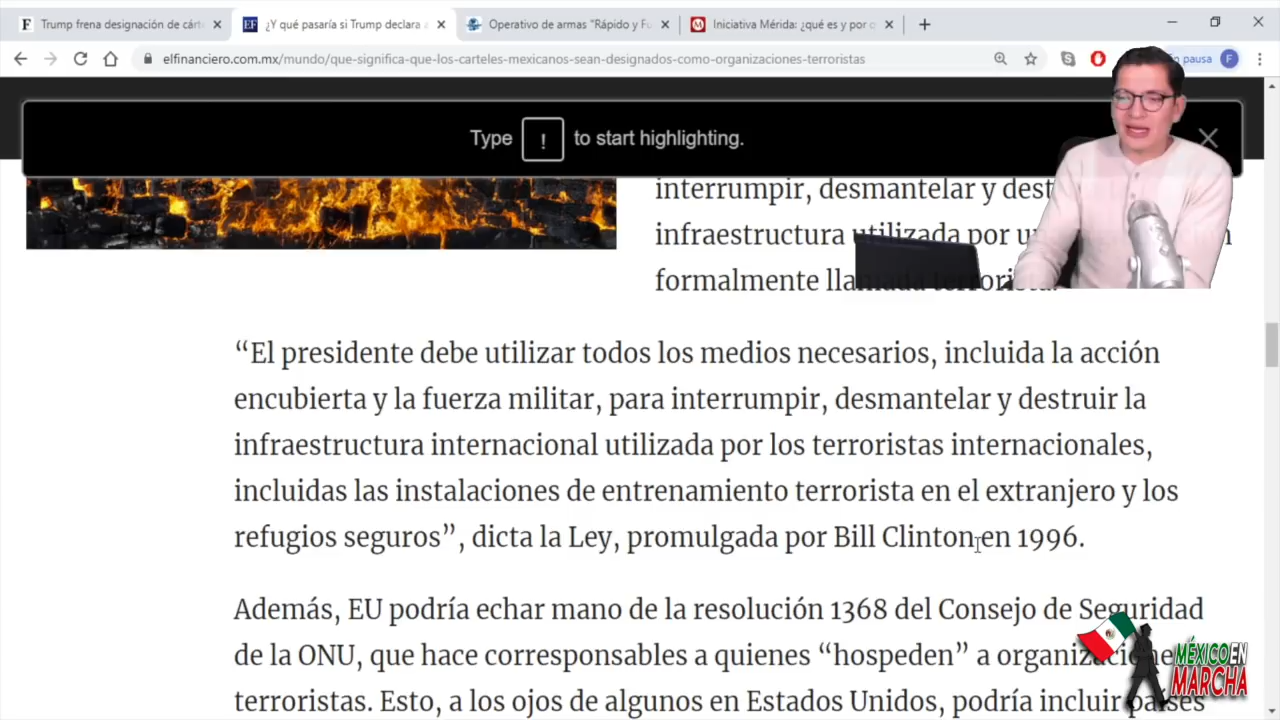 Trump frena designación de cárt
¿Y qué pasaría si Trump declara a
Operativo de armas "Rápido y Fu
Iniciativa Mérida: ¿qué es y por q
elfinanciero.com.mx/mundo/que-significa-que-los-carteles-mexicanos-sean-designados-como-organizaciones-terroristas
pausa
Type ! to start highlighting.
interrumpir, desmantelar y dest
infraestructura utilizada por u
formalmente llamada terrorista.
“El presidente debe utilizar todos los medios necesarios, incluida la acción
encubierta y la fuerza militar, para interrumpir, desmantelar y destruir la
infraestructura internacional utilizada por los terroristas internacionales,
incluidas las instalaciones de entrenamiento terrorista en el extranjero y los
refugios seguros”, dicta la Ley, promulgada por Bill Clinton en 1996.
Además, EU podría echar mano de la resolución 1368 del Consejo de Seguridad
de la ONU, que hace corresponsables a quienes “hospeden” a organizacione
terroristas. Esto, a los ojos de algunos en Estados Unidos, podría incluir países
MÉXICO EN
MARCHA